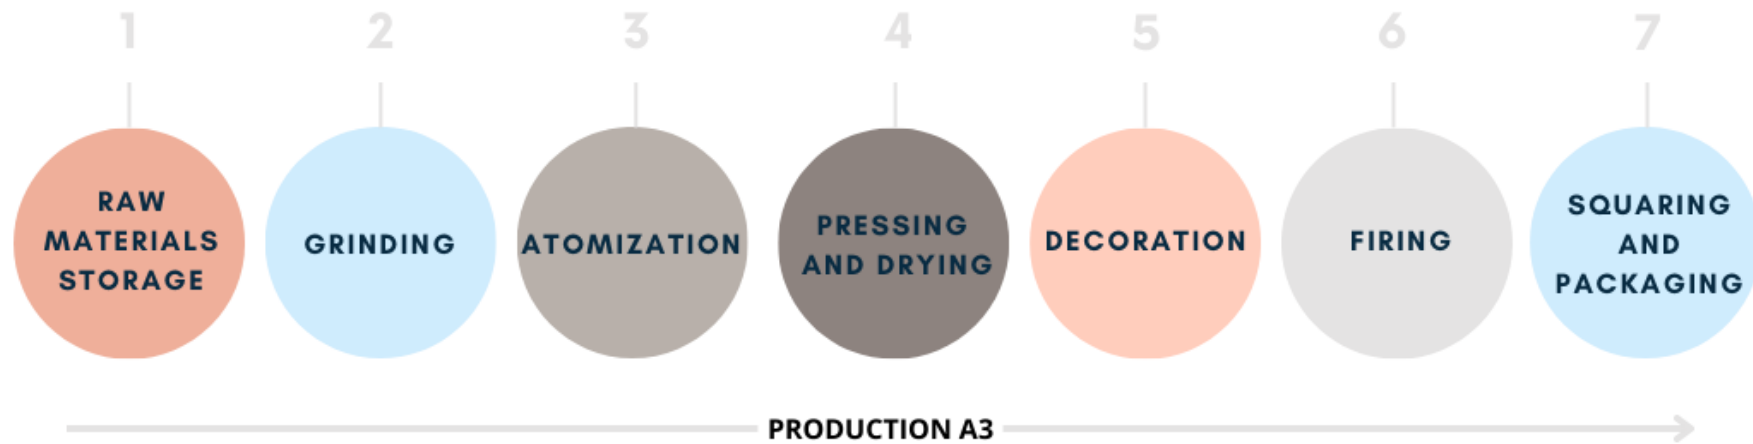 1 2 3 4 5 6 7
RAW
MATERIALS
STORAGE
GRINDING
ATOMIZATION
PRESSING
AND DRYING
DECORATION
FIRING
SQUARING
AND
PACKAGING
PRODUCTION A3